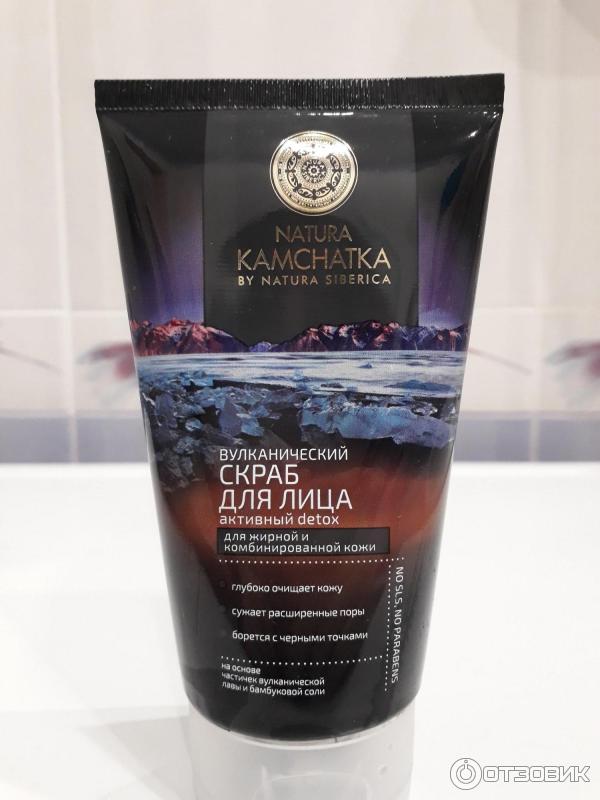 NATURA
KAMCHATKA
BY NATURA SIBERICA
ВУЛКАНИЧЕСКИЙ
СКРАБ
ДЛЯ ЛИЦА
активный detox
для жирной и
комбинированной кожи
глубоко очищает кожу
сужает расширенные поры
борется с черными точками
NO SLS, NO PARABENS
на основе
частичек вулканической
лавы и бамбуковой соли
ОТЗОВИК